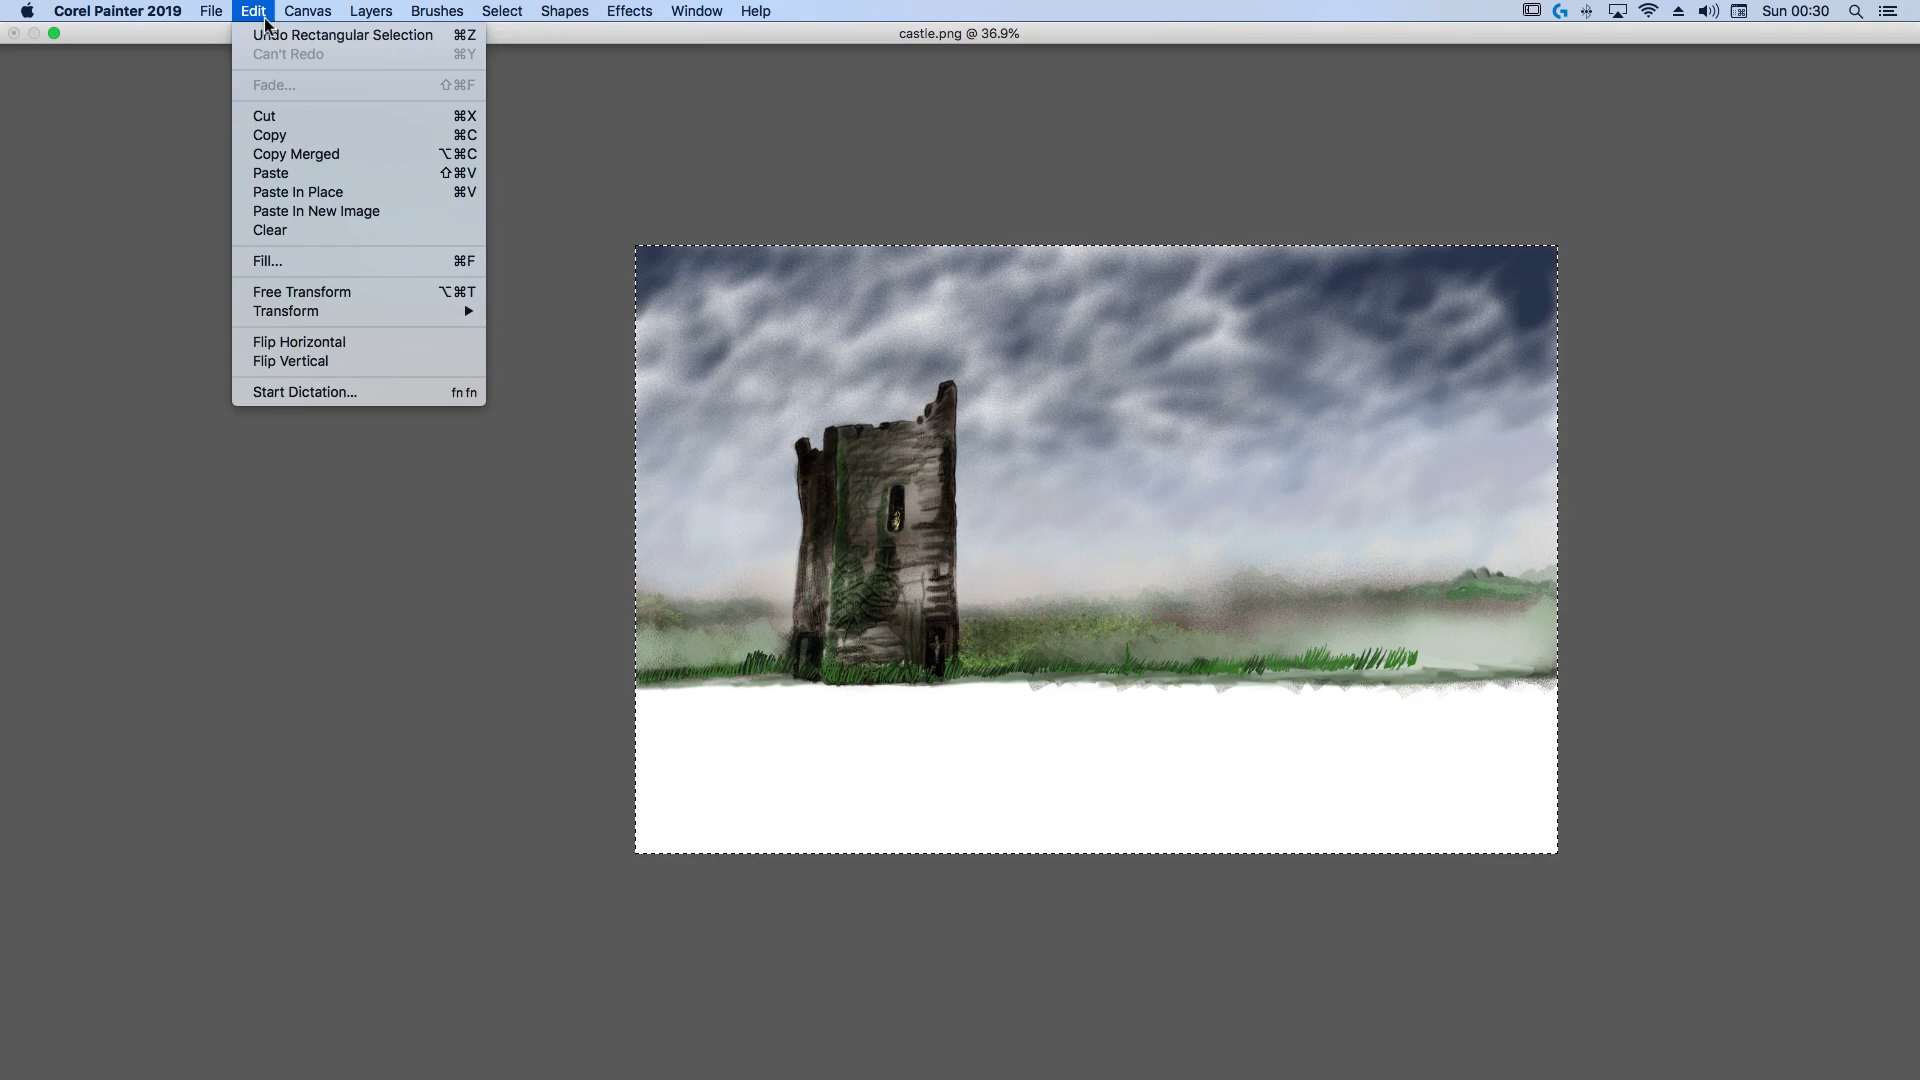 Corel Painter 2019 File Edit Canvas Layers Brushes Select Shapes Effects Window Help Sun 00:30
castle.png @ 36.9%
Undo Rectangular Selection ⌘Z
Can't Redo ⌘Y
Fade... ⇧⌘F
Cut ⌘X
Copy ⌘C
Copy Merged ⌥⌘C
Paste ⇧⌘V
Paste In Place ⌘V
Paste In New Image
Clear
Fill... ⌘F
Free Transform ⌥⌘T
Transform ▶
Flip Horizontal
Flip Vertical
Start Dictation... fn fn